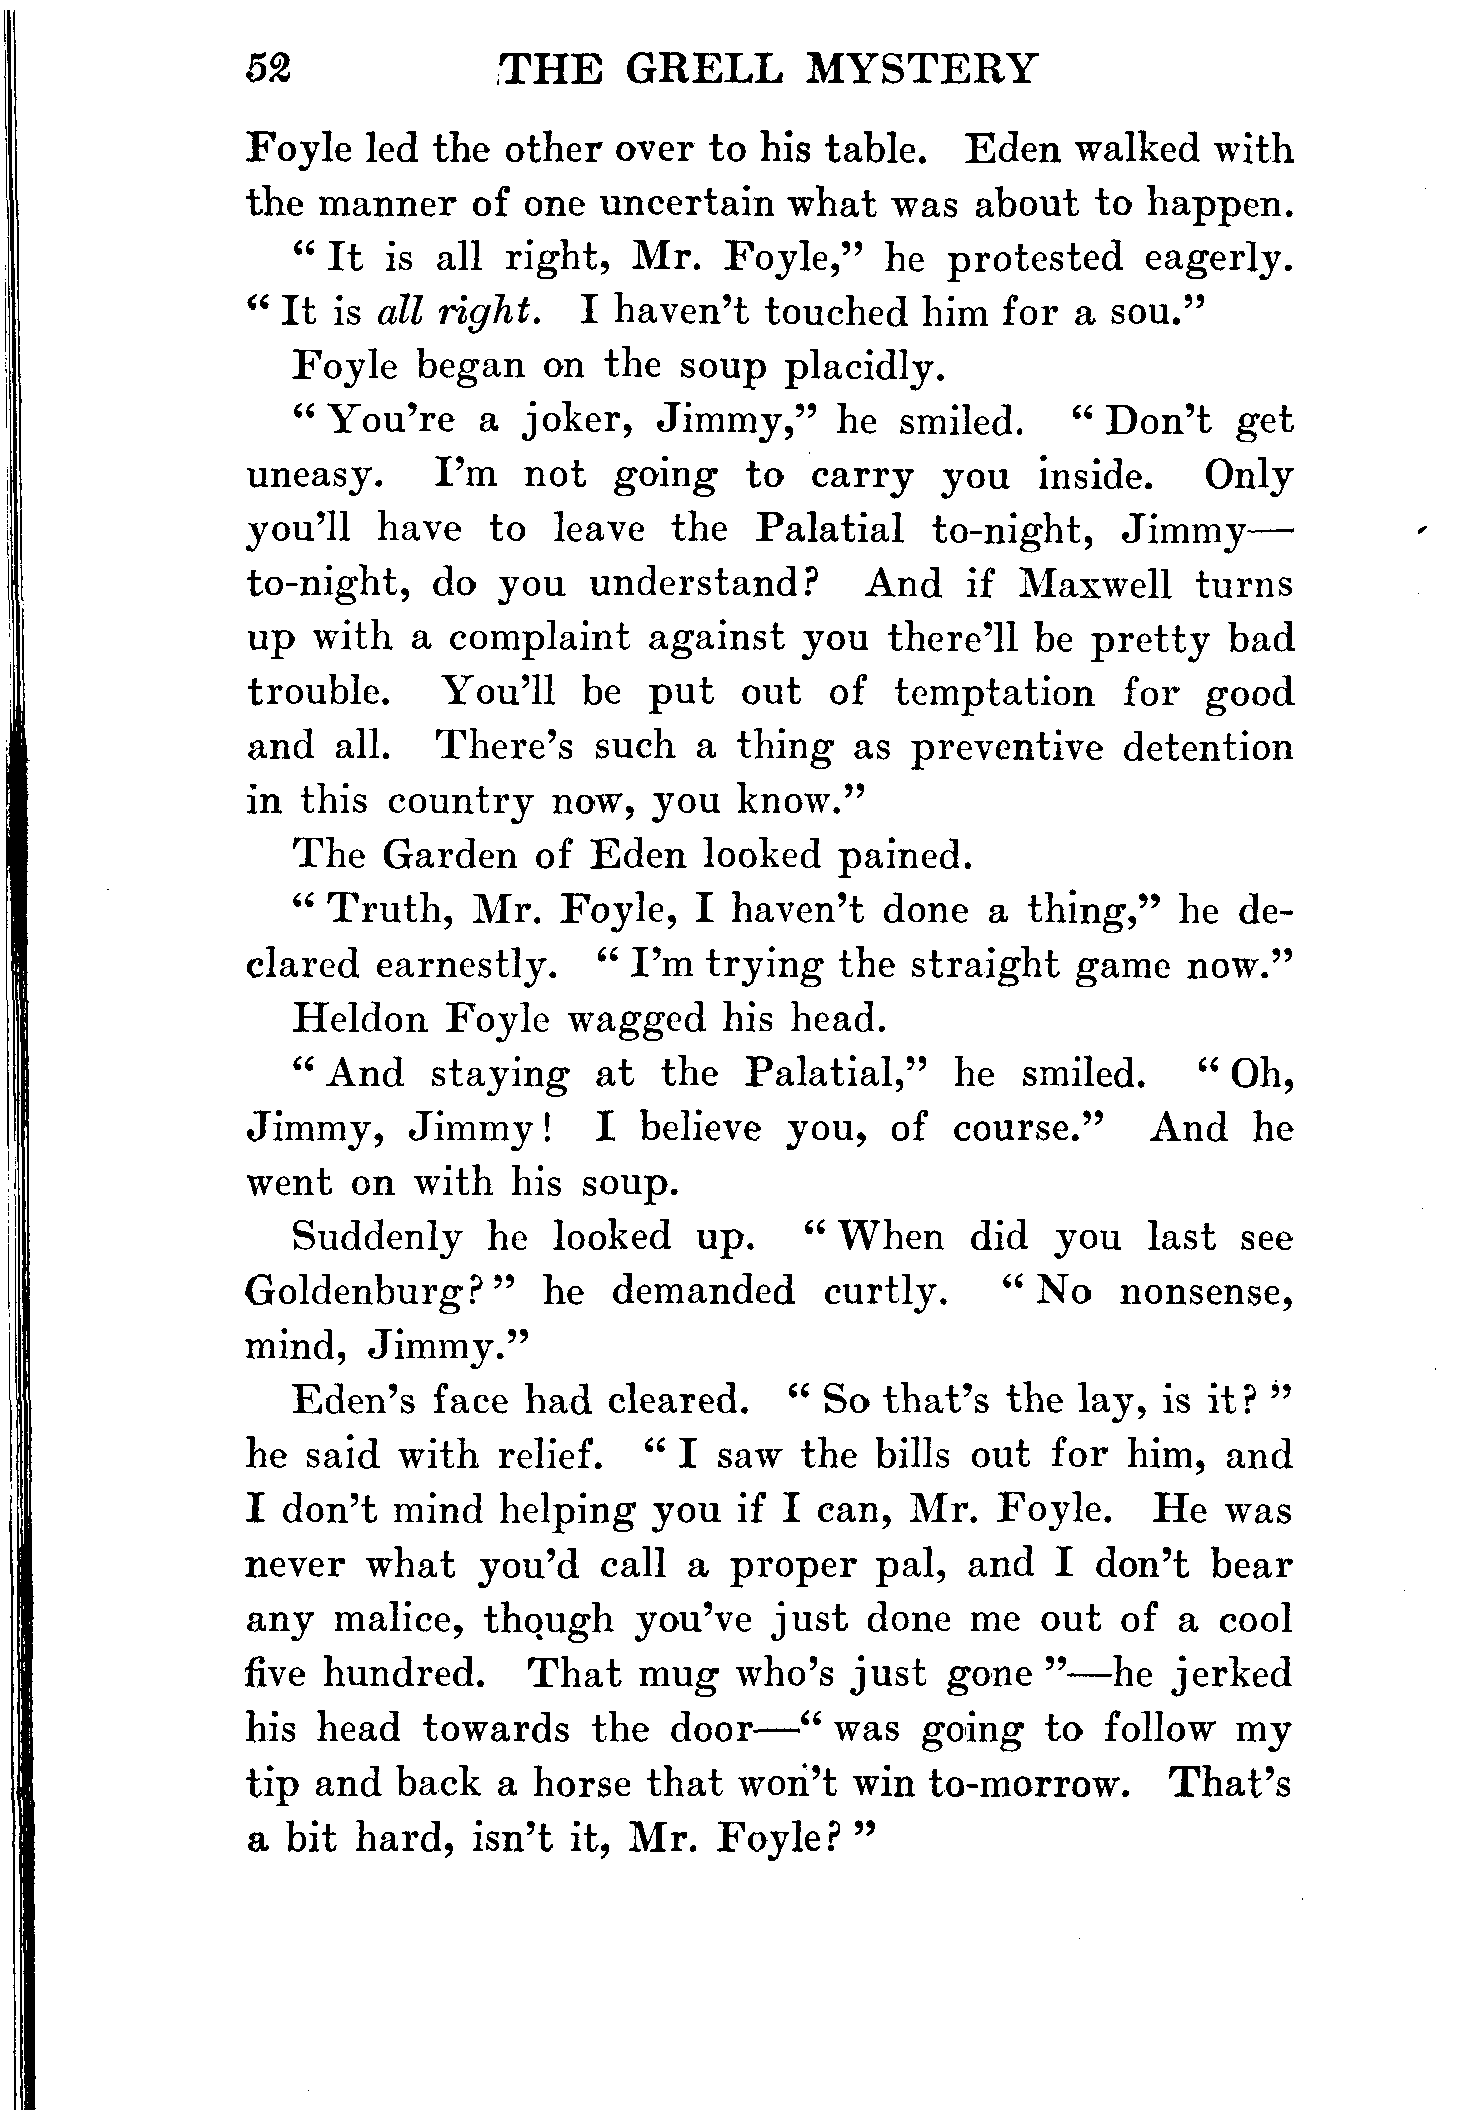 52 THE GRELL MYSTERY
Foyle led the other over to his table. Eden walked with
the manner of one uncertain what was about to happen.
“ It is all right, Mr. Foyle,” he protested eagerly.
“ It is all right. I haven’t touched him for a sou.”
Foyle began on the soup placidly.
“ You’re a joker, Jimmy,” he smiled. “ Don’t get
uneasy. I’m not going to carry you inside. Only
you’ll have to leave the Palatial to-night, Jimmy—
to-night, do you understand? And if Maxwell turns
up with a complaint against you there’ll be pretty bad
trouble. You’ll be put out of temptation for good
and all. There’s such a thing as preventive detention
in this country now, you know.”
The Garden of Eden looked pained.
“ Truth, Mr. Foyle, I haven’t done a thing,” he de-
clared earnestly. “ I’m trying the straight game now.”
Heldon Foyle wagged his head.
“ And staying at the Palatial,” he smiled. “ Oh,
Jimmy, Jimmy! I believe you, of course.” And he
went on with his soup.
Suddenly he looked up. “ When did you last see
Goldenburg?” he demanded curtly. “ No nonsense,
mind, Jimmy.”
Eden’s face had cleared. “ So that’s the lay, is it? ”
he said with relief. “ I saw the bills out for him, and
I don’t mind helping you if I can, Mr. Foyle. He was
never what you’d call a proper pal, and I don’t bear
any malice, though you’ve just done me out of a cool
five hundred. That mug who’s just gone ”—he jerked
his head towards the door—“ was going to follow my
tip and back a horse that won’t win to-morrow. That’s
a bit hard, isn’t it, Mr. Foyle? ”